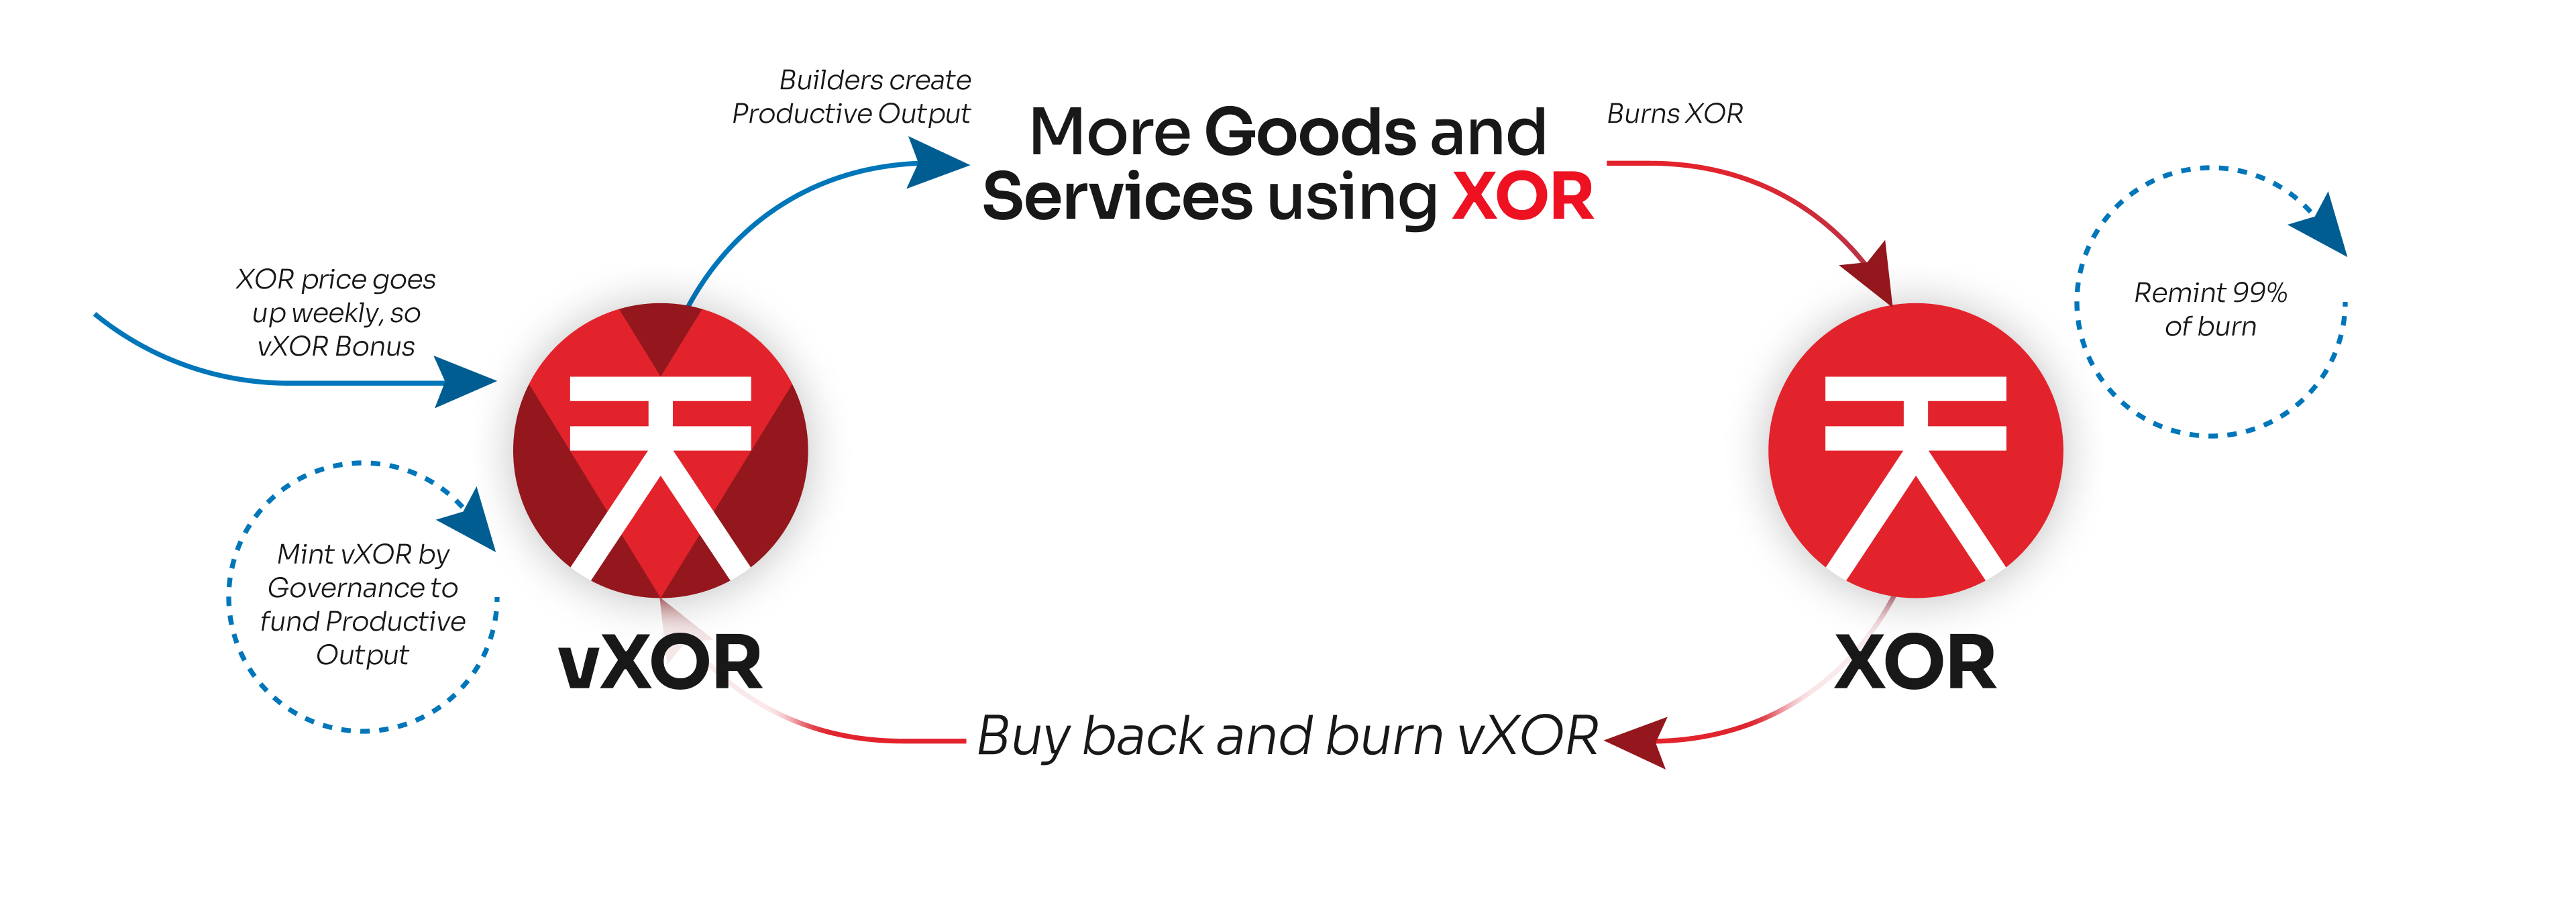 Builders create
Productive Output
More Goods and
Services using XOR
Burns XOR
XOR price goes
up weekly, so
vXOR Bonus
Remint 99%
of burn
Mint vXOR by
Governance to
fund Productive
Output
vXOR
XOR
Buy back and burn vXOR